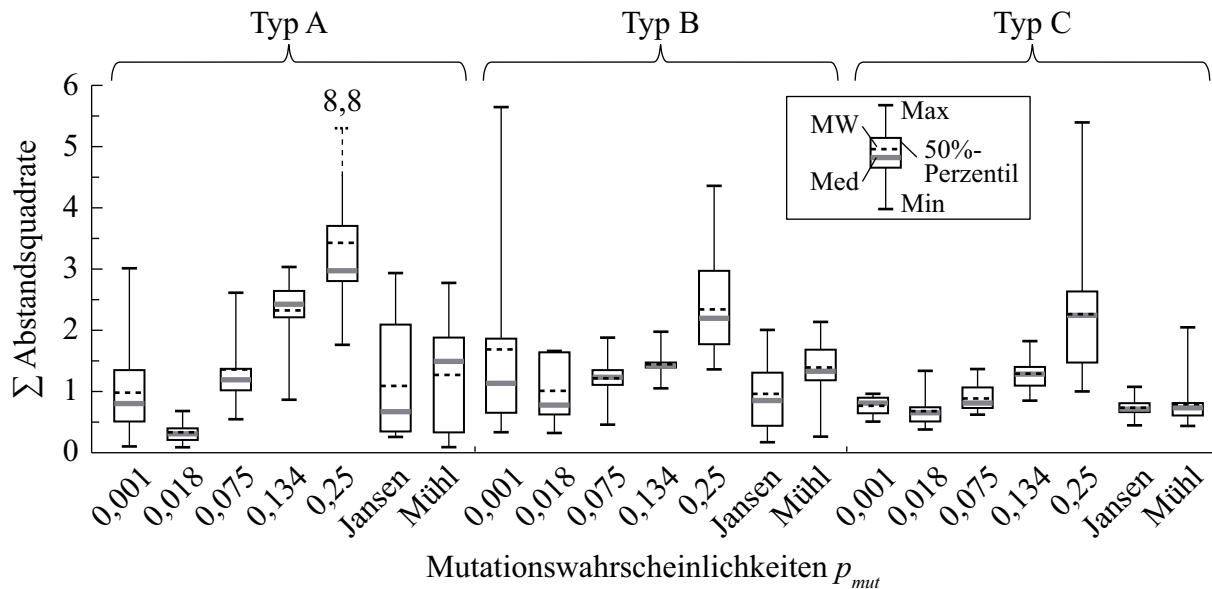 Typ A
Typ B
Typ C
∑ Abstandsquadrate
6
5
4
3
2
1
0
8,8
MW
Med
Max
50%-
Perzentil
Min
0,001
0,018
0,075
0,134
0,25
Jansen
Mühl
0,001
0,018
0,075
0,134
0,25
Jansen
Mühl
0,001
0,018
0,075
0,134
0,25
Jansen
Mühl
Mutationswahrscheinlichkeiten p_mut